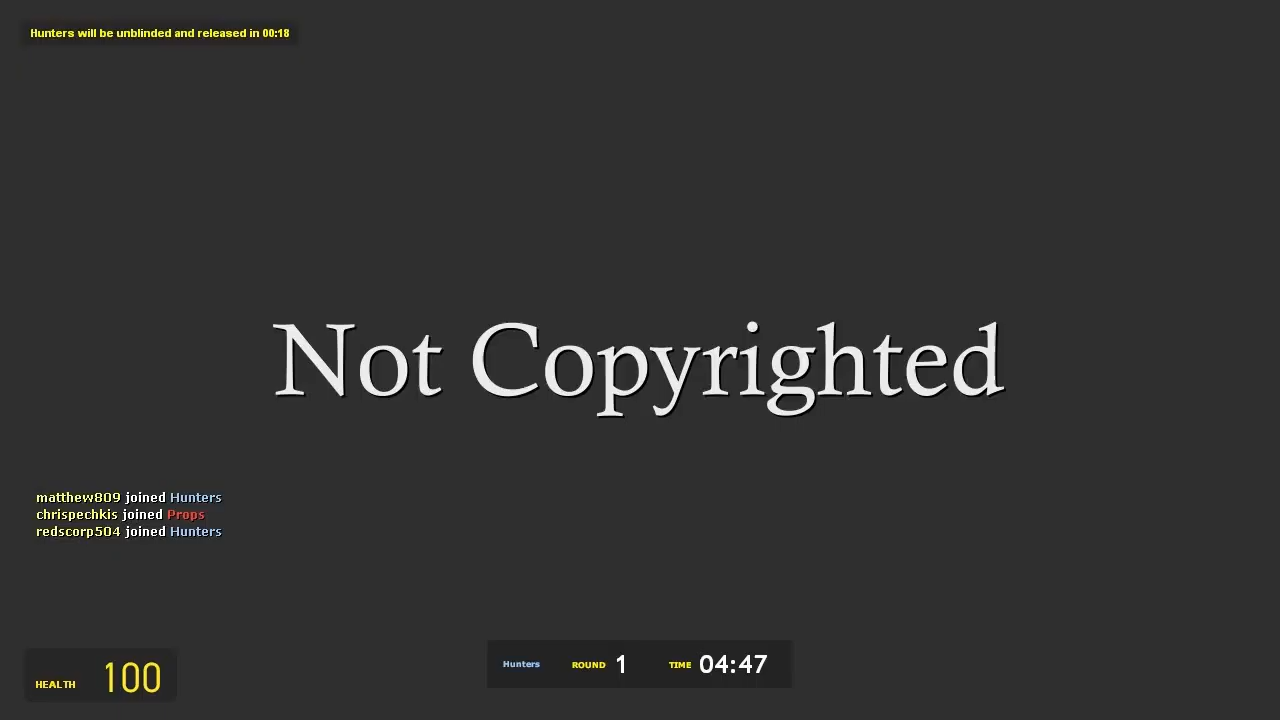 Hunters will be unblinded and released in 00:18
Not Copyrighted
matthew809 joined Hunters
chrispechkis joined Props
redscorp504 joined Hunters
HEALTH 100
Hunters ROUND 1 TIME 04:47